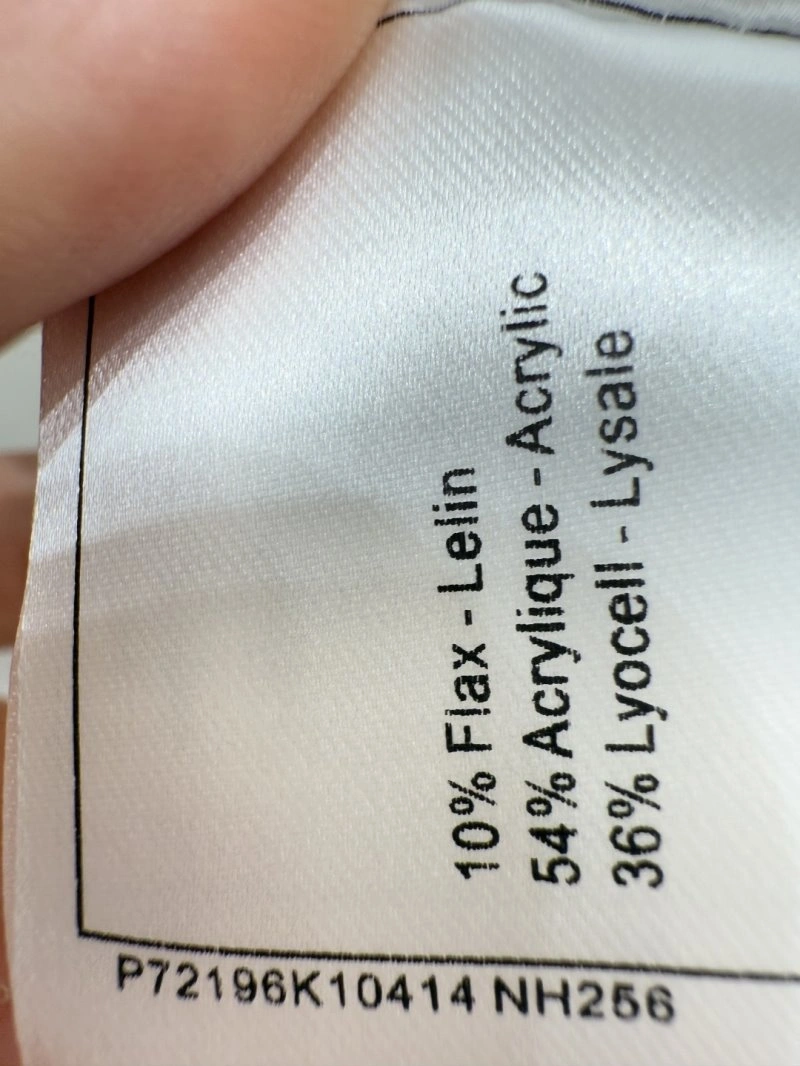 10% Flax - Lelin
54% Acrylique - Acrylic
36% Lyocell - Lysale
P72196K10414 NH256